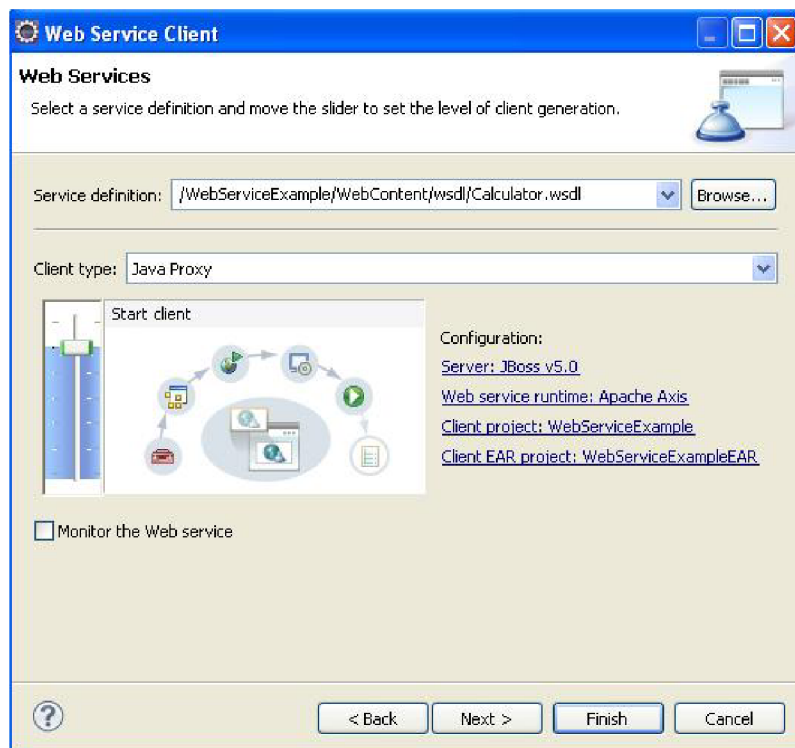 Web Service Client
Web Services
Select a service definition and move the slider to set the level of client generation.
Service definition: /WebServiceExample/WebContent/wsdl/Calculator.wsdl Browse...
Client type: Java Proxy
Start client
Configuration:
Server: JBoss v5.0
Web service runtime: Apache Axis
Client project: WebServiceExample
Client EAR project: WebServiceExampleEAR
Monitor the Web service
? < Back Next > Finish Cancel